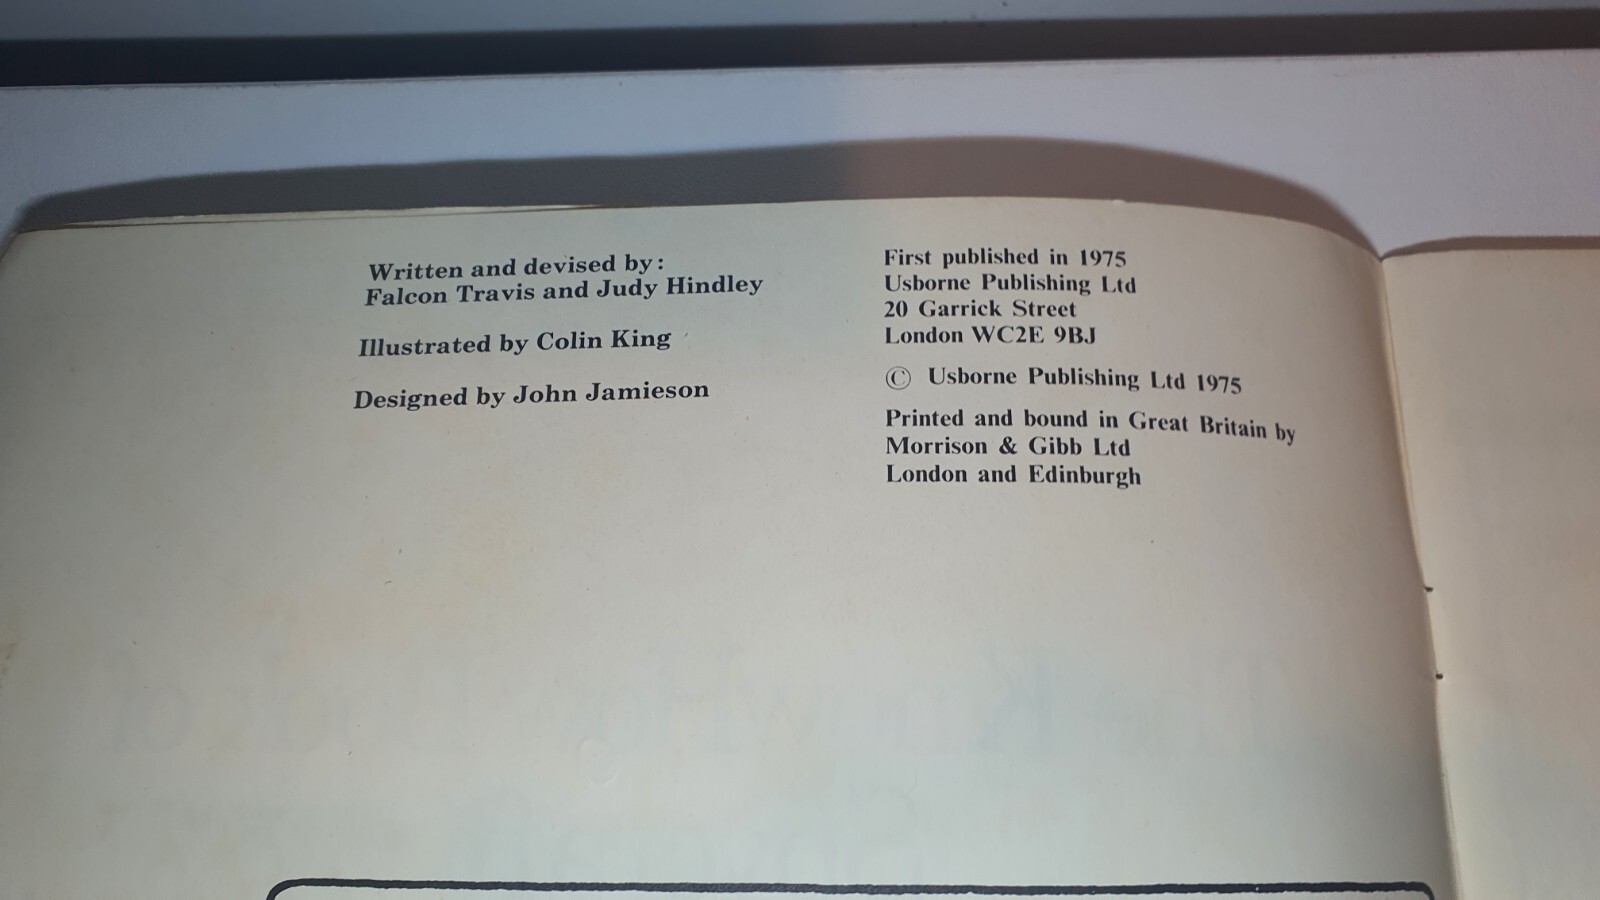 Written and devised by:
Falcon Travis and Judy Hindley
Illustrated by Colin King
Designed by John Jamieson
First published in 1975
Usborne Publishing Ltd
20 Garrick Street
London WC2E 9BJ
© Usborne Publishing Ltd 1975
Printed and bound in Great Britain by
Morrison & Gibb Ltd
London and Edinburgh